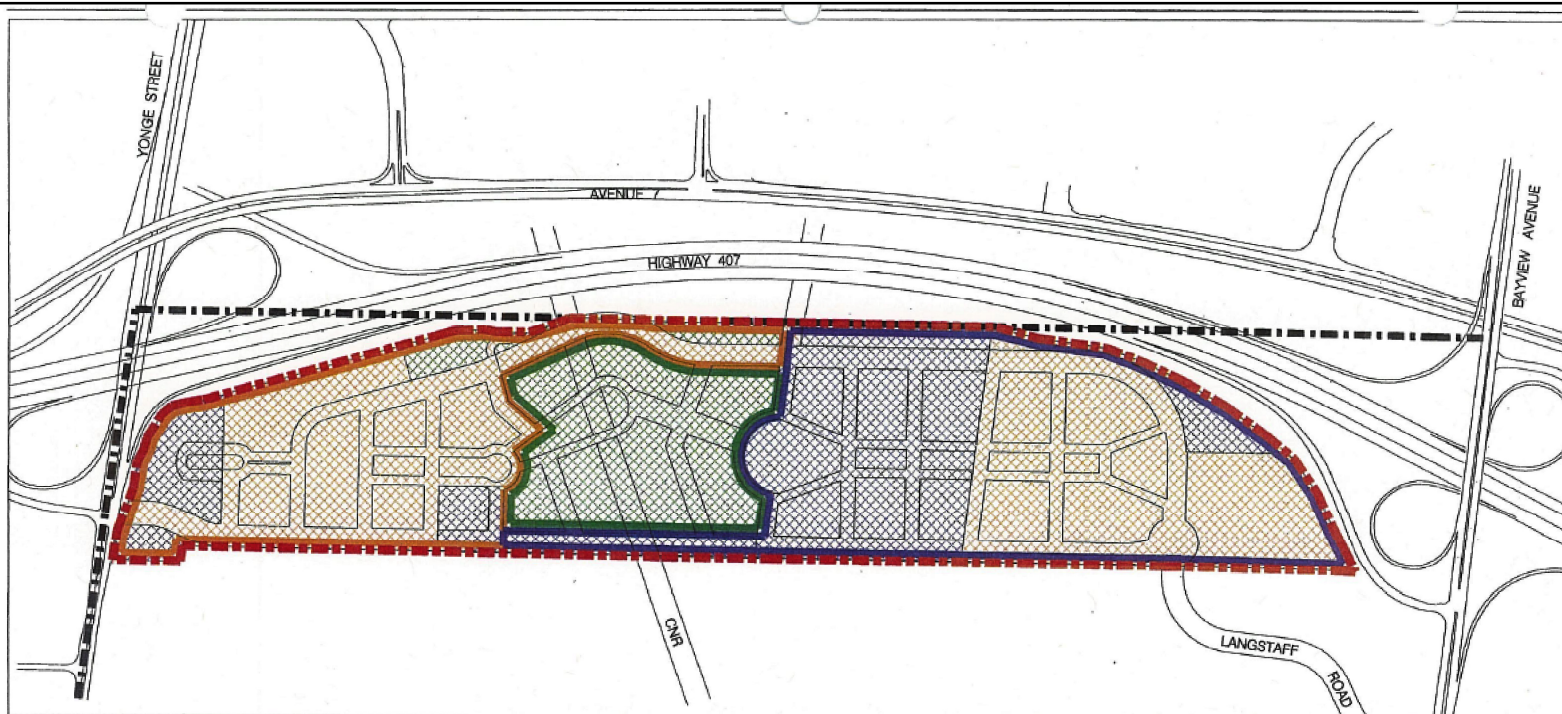 YONGE STREET
AVENUE 7
HIGHWAY 407
BAYVIEW AVENUE
CNR
LANGSTAFF
ROAD